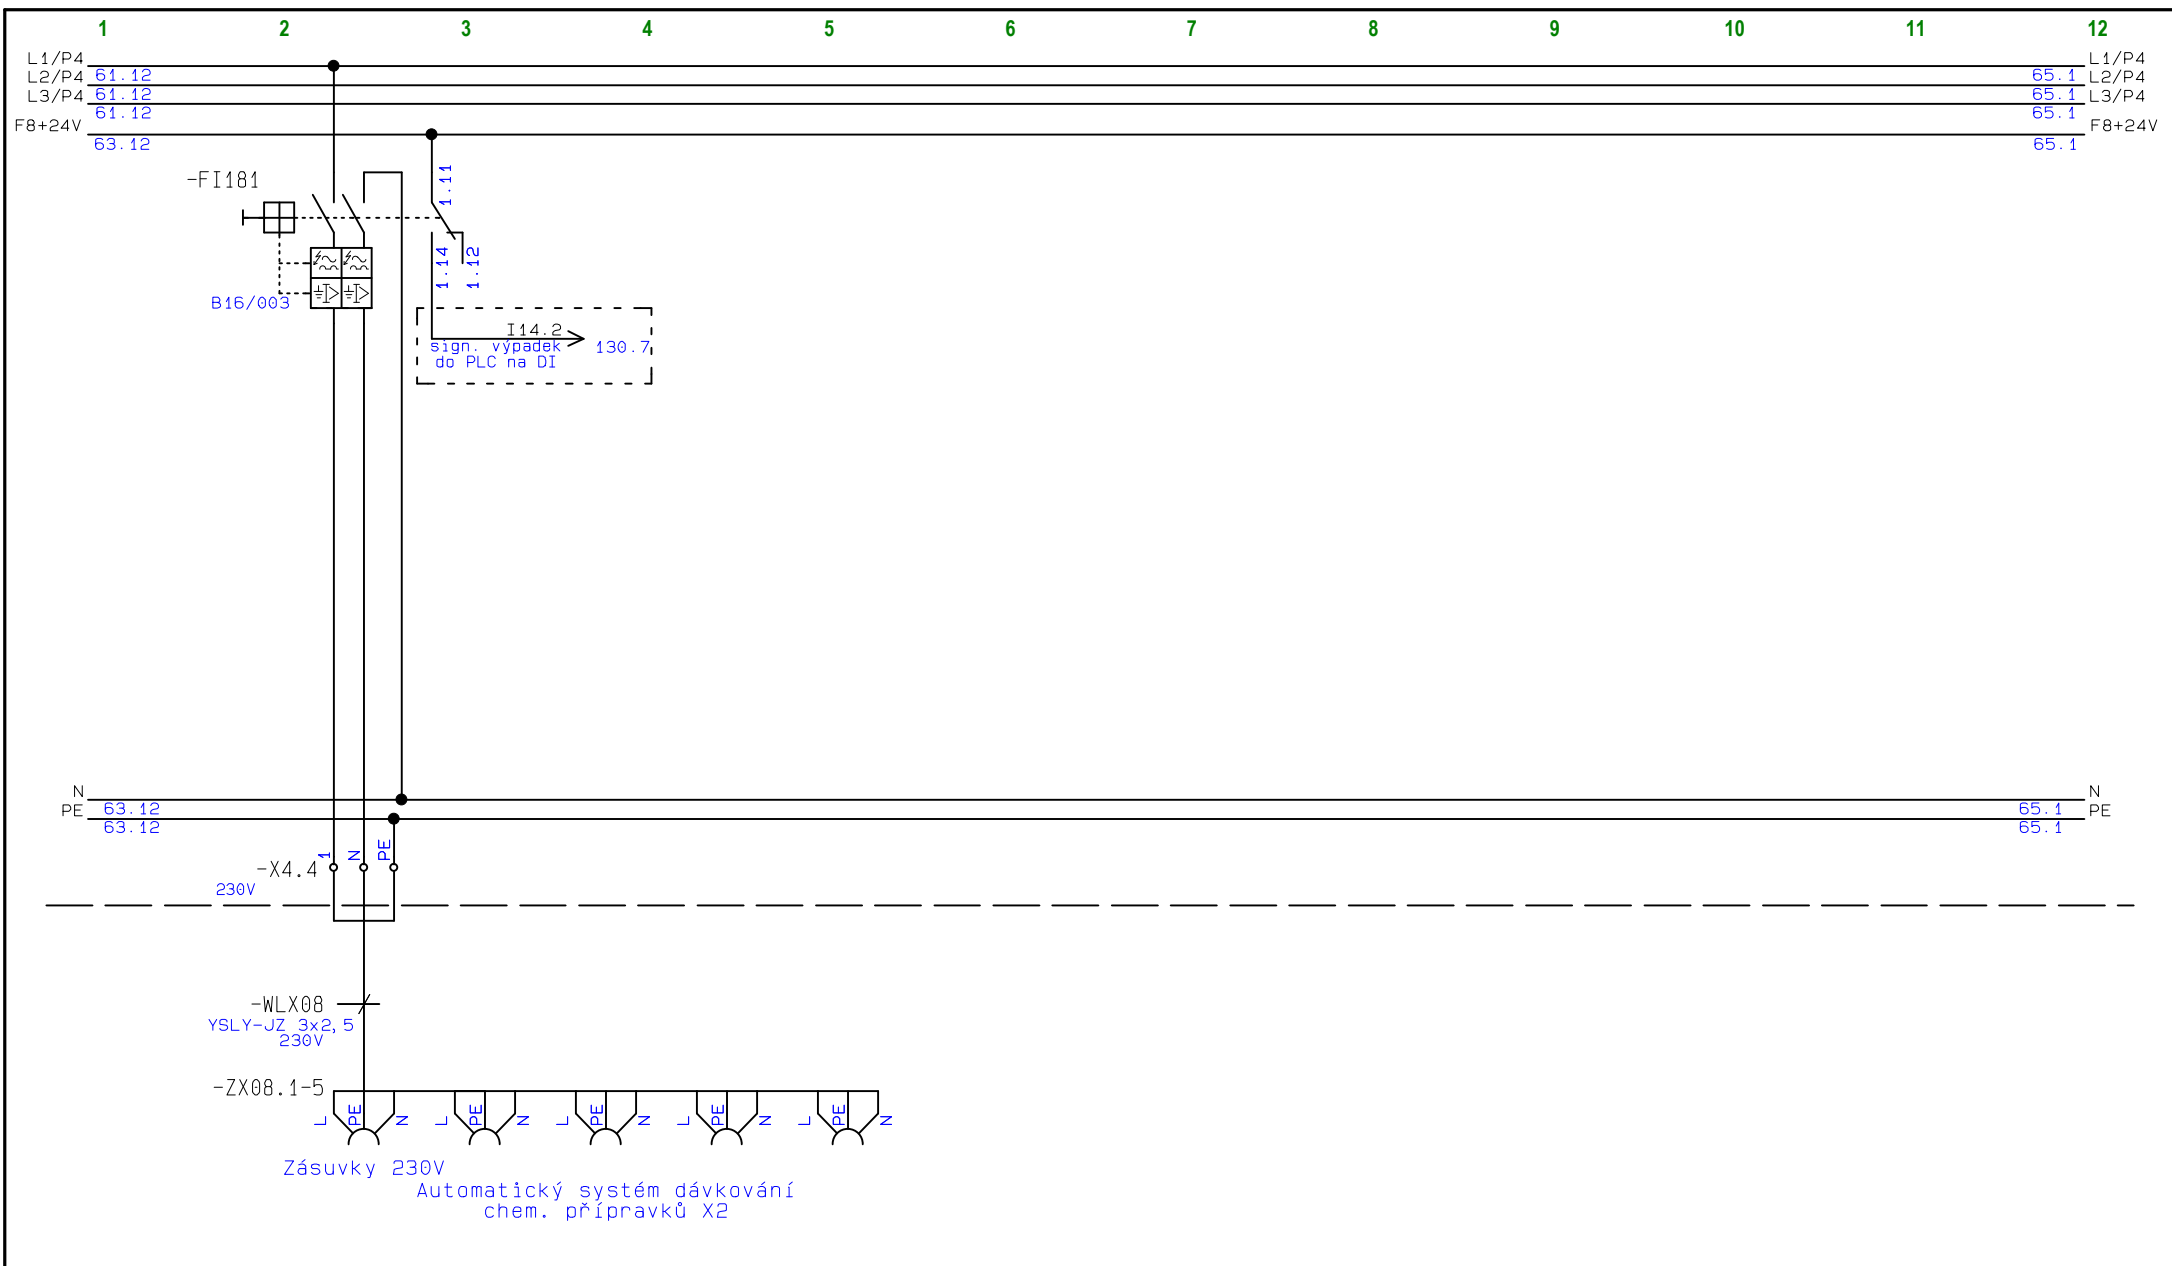 1 2 3 4 5 6 7 8 9 10 11 12
L1/P4 L1/P4
L2/P4 61.12 65.1 L2/P4
L3/P4 61.12 65.1 L3/P4
61.12 65.1
F8+24V F8+24V
63.12 65.1
-FI181
1.11
1.14 1.12
B16/003
I14.2
sign. výpadek 130.7
do PLC na DI
N N
PE 63.12 65.1 PE
63.12 65.1
1 N PE
-X4.4
230V
-WLX08
YSLY-JZ 3x2,5
230V
-ZX08.1-5
L PE N L PE N L PE N L PE N L PE N
Zásuvky 230V
Automatický systém dávkování
chem. přípravků X2